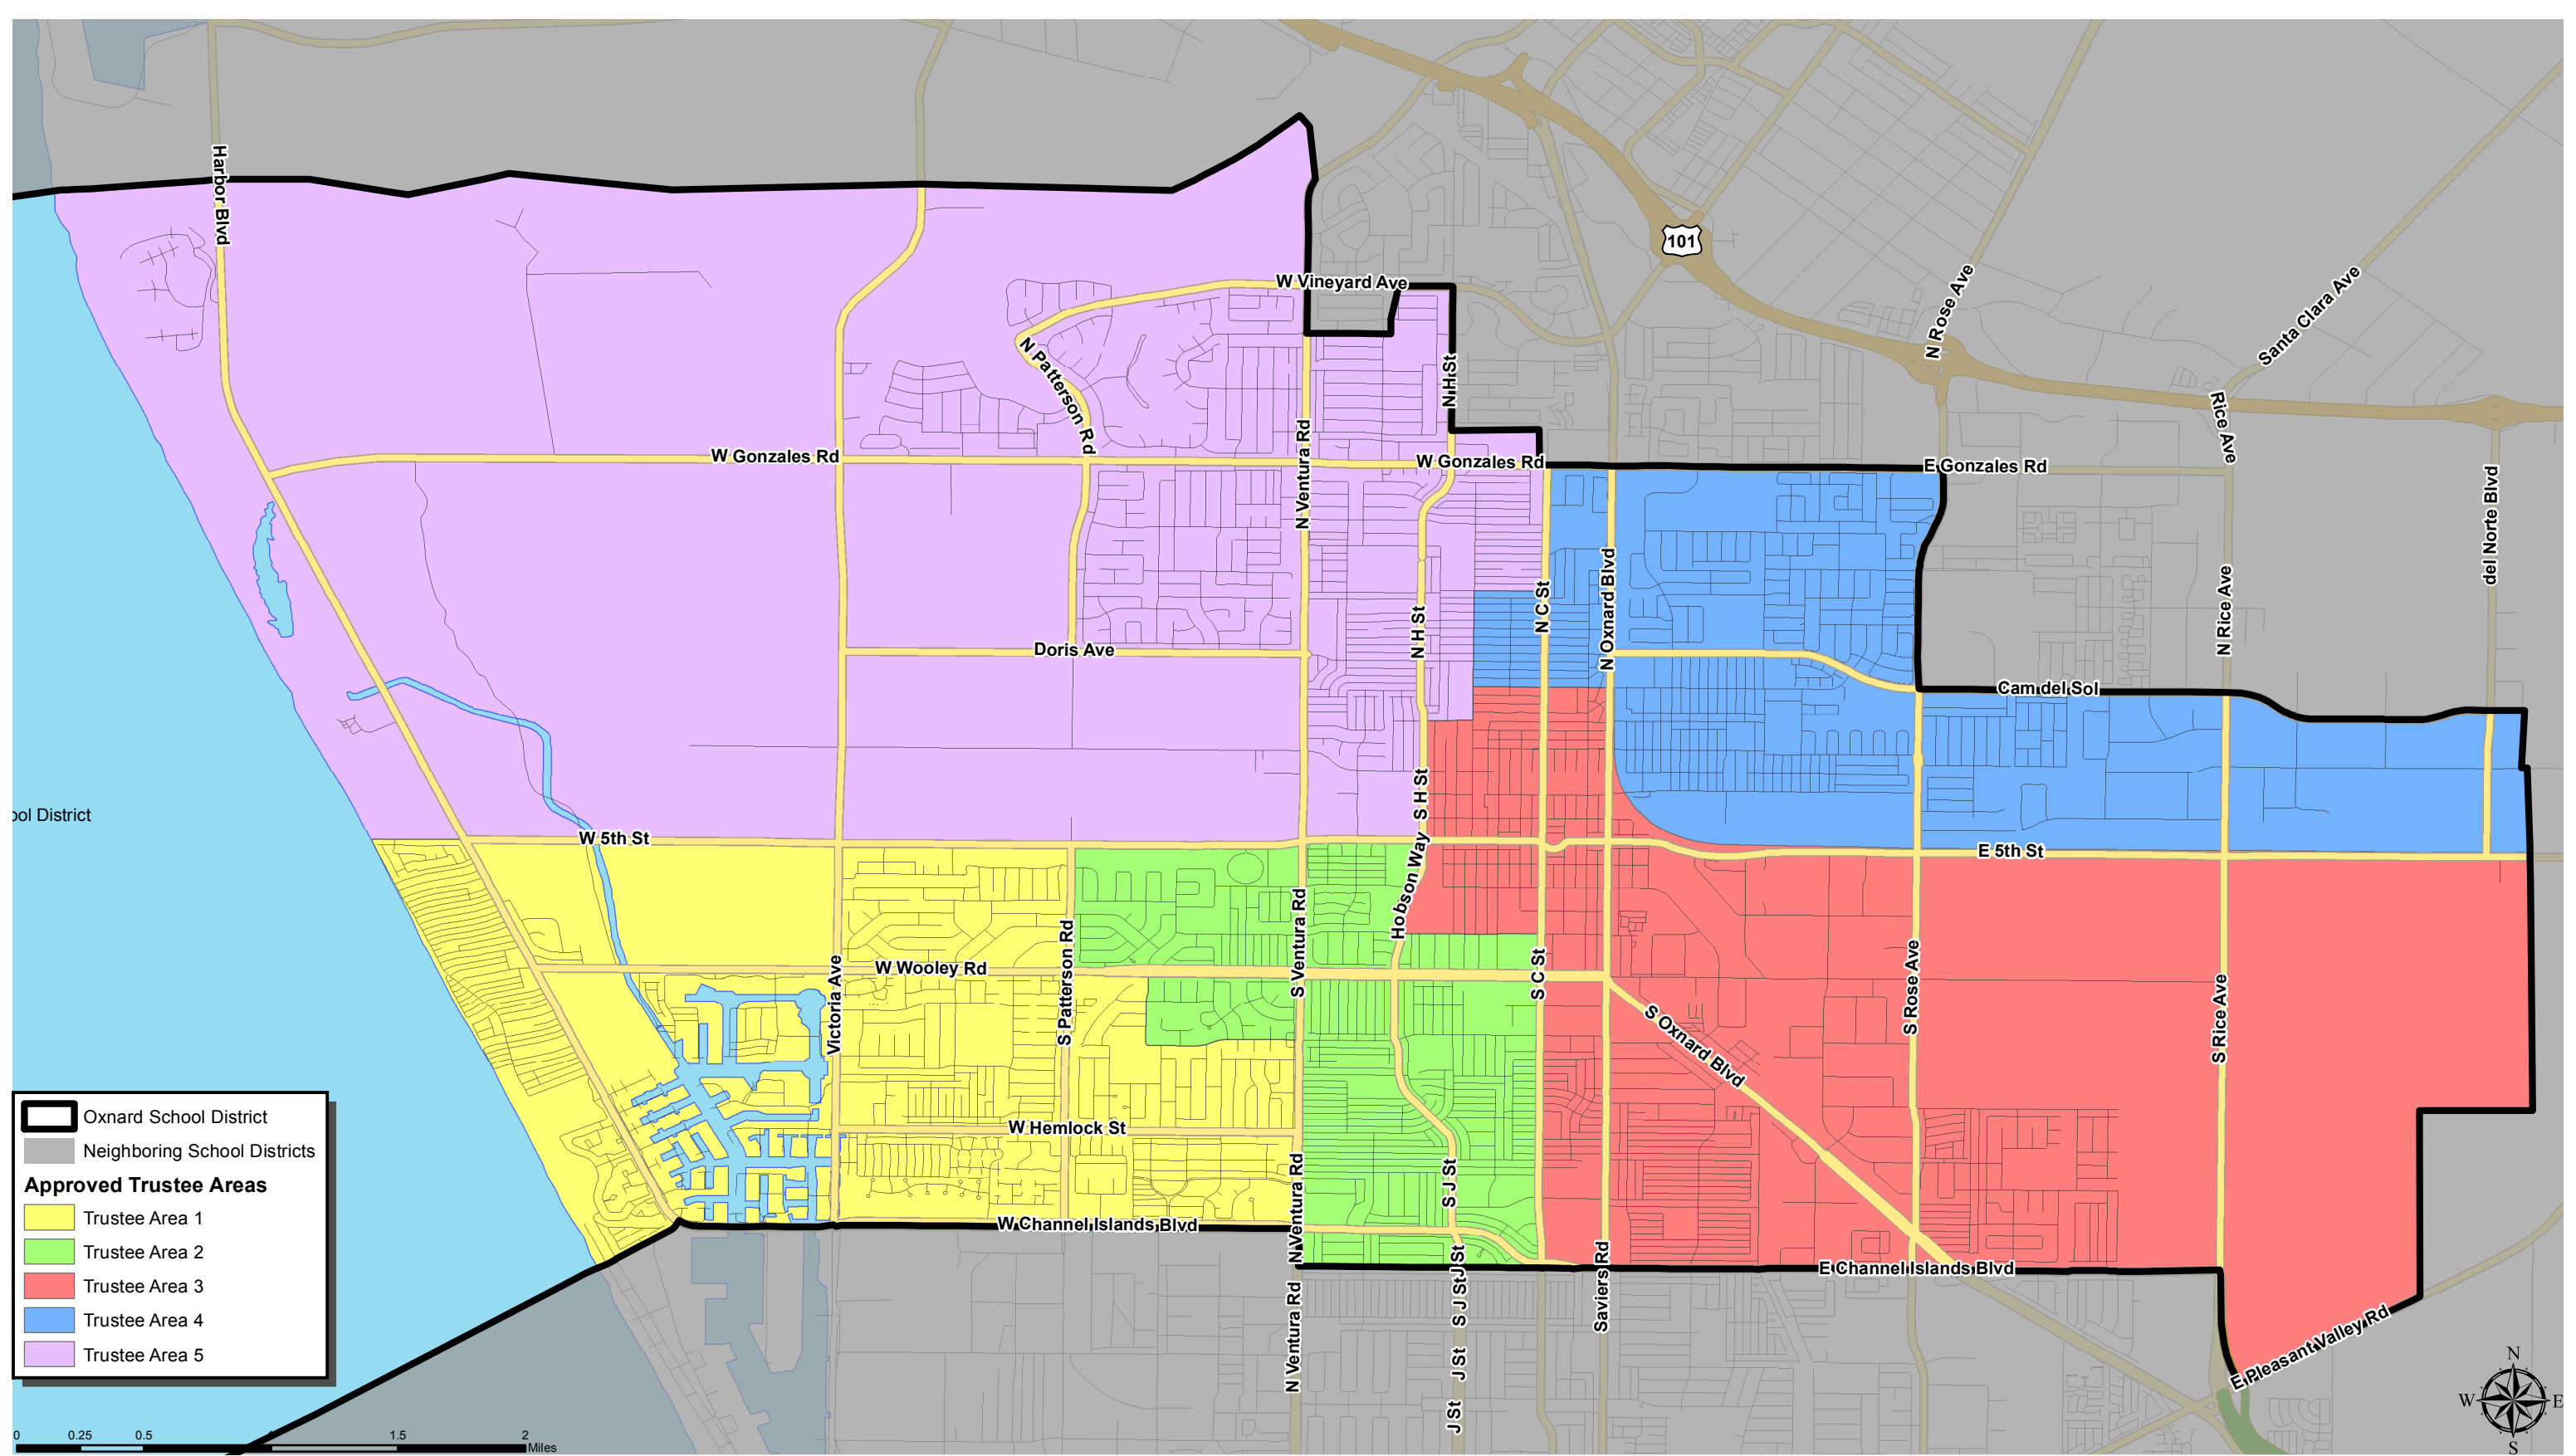 Harbor Blvd
101
W Vineyard Ave
N Rose Ave
Santa Clara Ave
N Patterson Rd
N H St
Rice Ave
W Gonzales Rd
N Ventura Rd
W Gonzales Rd
E Gonzales Rd
del Norte Blvd
N C St
N Oxnard Blvd
N H St
N Rice Ave
Doris Ave
Cam del Sol
S H St
ool District
W 5th St
E 5th St
Hobson Way
S Patterson Rd
S Ventura Rd
W Wooley Rd
Victoria Ave
S C St
S Rose Ave
S Rice Ave
S Oxnard Blvd
W Hemlock St
S J St
N Ventura Rd
W Channel Islands Blvd
J St
S J St
Saviers Rd
E Channel Islands Blvd
N Ventura Rd
J St
J St
E Pleasant Valley Rd
Oxnard School District
Neighboring School Districts
Approved Trustee Areas
Trustee Area 1
Trustee Area 2
Trustee Area 3
Trustee Area 4
Trustee Area 5
0 0.25 0.5 1.5 2
Miles
N
W E
S